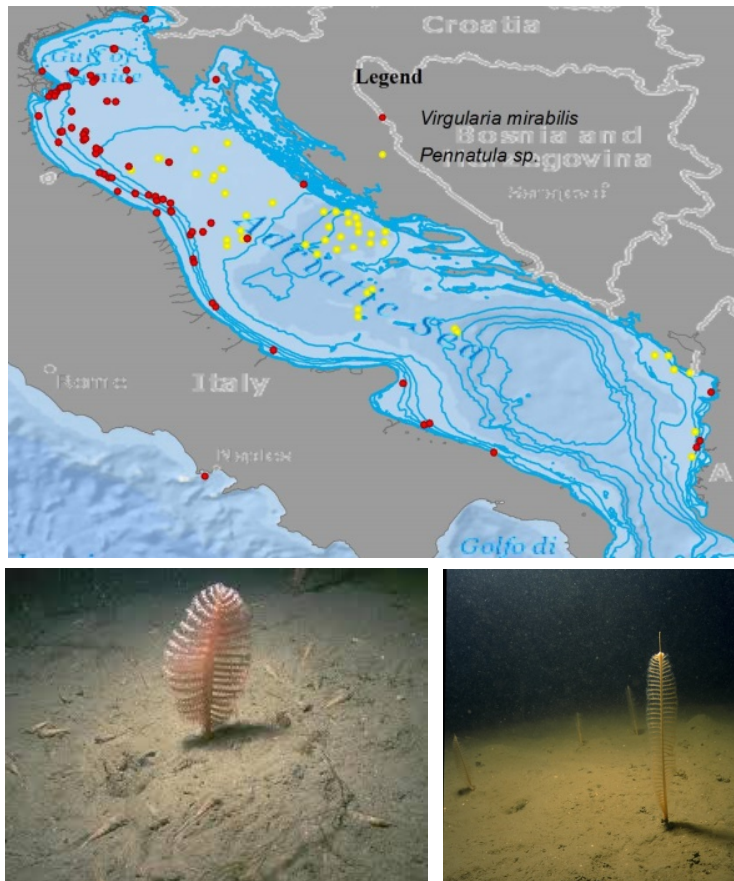 Croatia
Gulf of
Venice
Legend
Virgularia mirabilis
Bosnia and
Pennatula sp.
Herzegovina
Sarajevo
Adriatic Sea
Rome
Italy
Naples
A
Golfo di